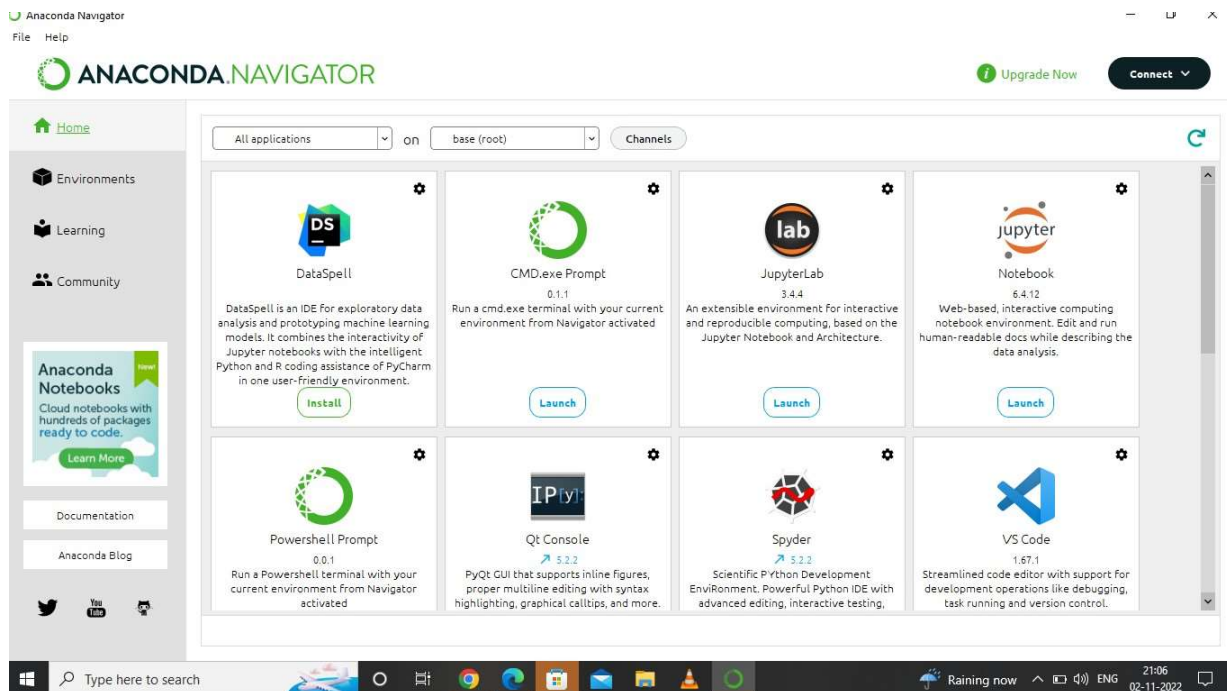 Anaconda Navigator
File Help
ANACONDA.NAVIGATOR
Upgrade Now
Connect
Home
Environments
Learning
Community
Anaconda Notebooks
New!
Cloud notebooks with
hundreds of packages
ready to code.
Learn More
Documentation
Anaconda Blog
You
Tube
All applications on base (root) Channels
DS
DataSpell
DataSpell is an IDE for exploratory data
analysis and prototyping machine learning
models. It combines the interactivity of
Jupyter notebooks with the intelligent
Python and R coding assistance of PyCharm
in one user-friendly environment.
Install
CMD.exe Prompt
0.1.1
Run a cmd.exe terminal with your current
environment from Navigator activated
Launch
lab
JupyterLab
3.4.4
An extensible environment for interactive
and reproducible computing, based on the
Jupyter Notebook and Architecture.
Launch
jupyter
Notebook
6.4.12
Web-based, interactive computing
notebook environment. Edit and run
human-readable docs while describing the
data analysis.
Launch
Powershell Prompt
0.0.1
Run a Powershell terminal with your
current environment from Navigator
activated
IP[y]:
Qt Console
5.2.2
PyQt GUI that supports inline figures,
proper multiline editing with syntax
highlighting, graphical calltips, and more.
Spyder
5.2.2
Scientific PYthon Development
EnviRonment. Powerful Python IDE with
advanced editing, interactive testing,
VS Code
1.67.1
Streamlined code editor with support for
development operations like debugging,
task running and version control.
Type here to search
Raining now
ENG
21:06
02-11-2022